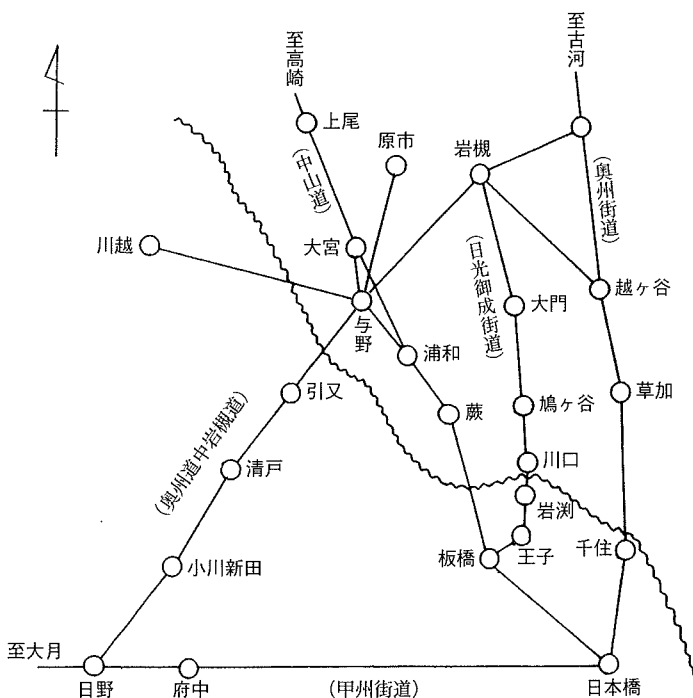 至高崎
至古河
上尾
原市
岩槻
(中山道)
(奥州街道)
川越
大宮
(日光御成街道)
越ヶ谷
与野
大門
浦和
引又
蕨
鳩ヶ谷
草加
(奥州道中岩槻道)
清戸
川口
岩渕
小川新田
板橋
王子
千住
至大月
日野
府中
(甲州街道)
日本橋